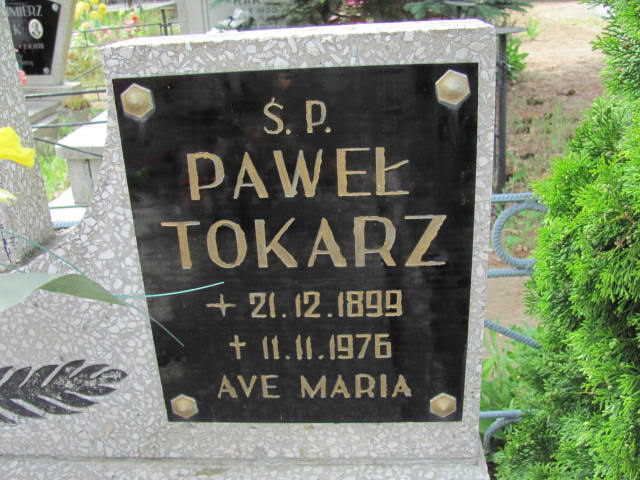 Ś. P.
PAWEŁ
TOKARZ
+ 21.12.1899
† 11.11.1976
AVE MARIA